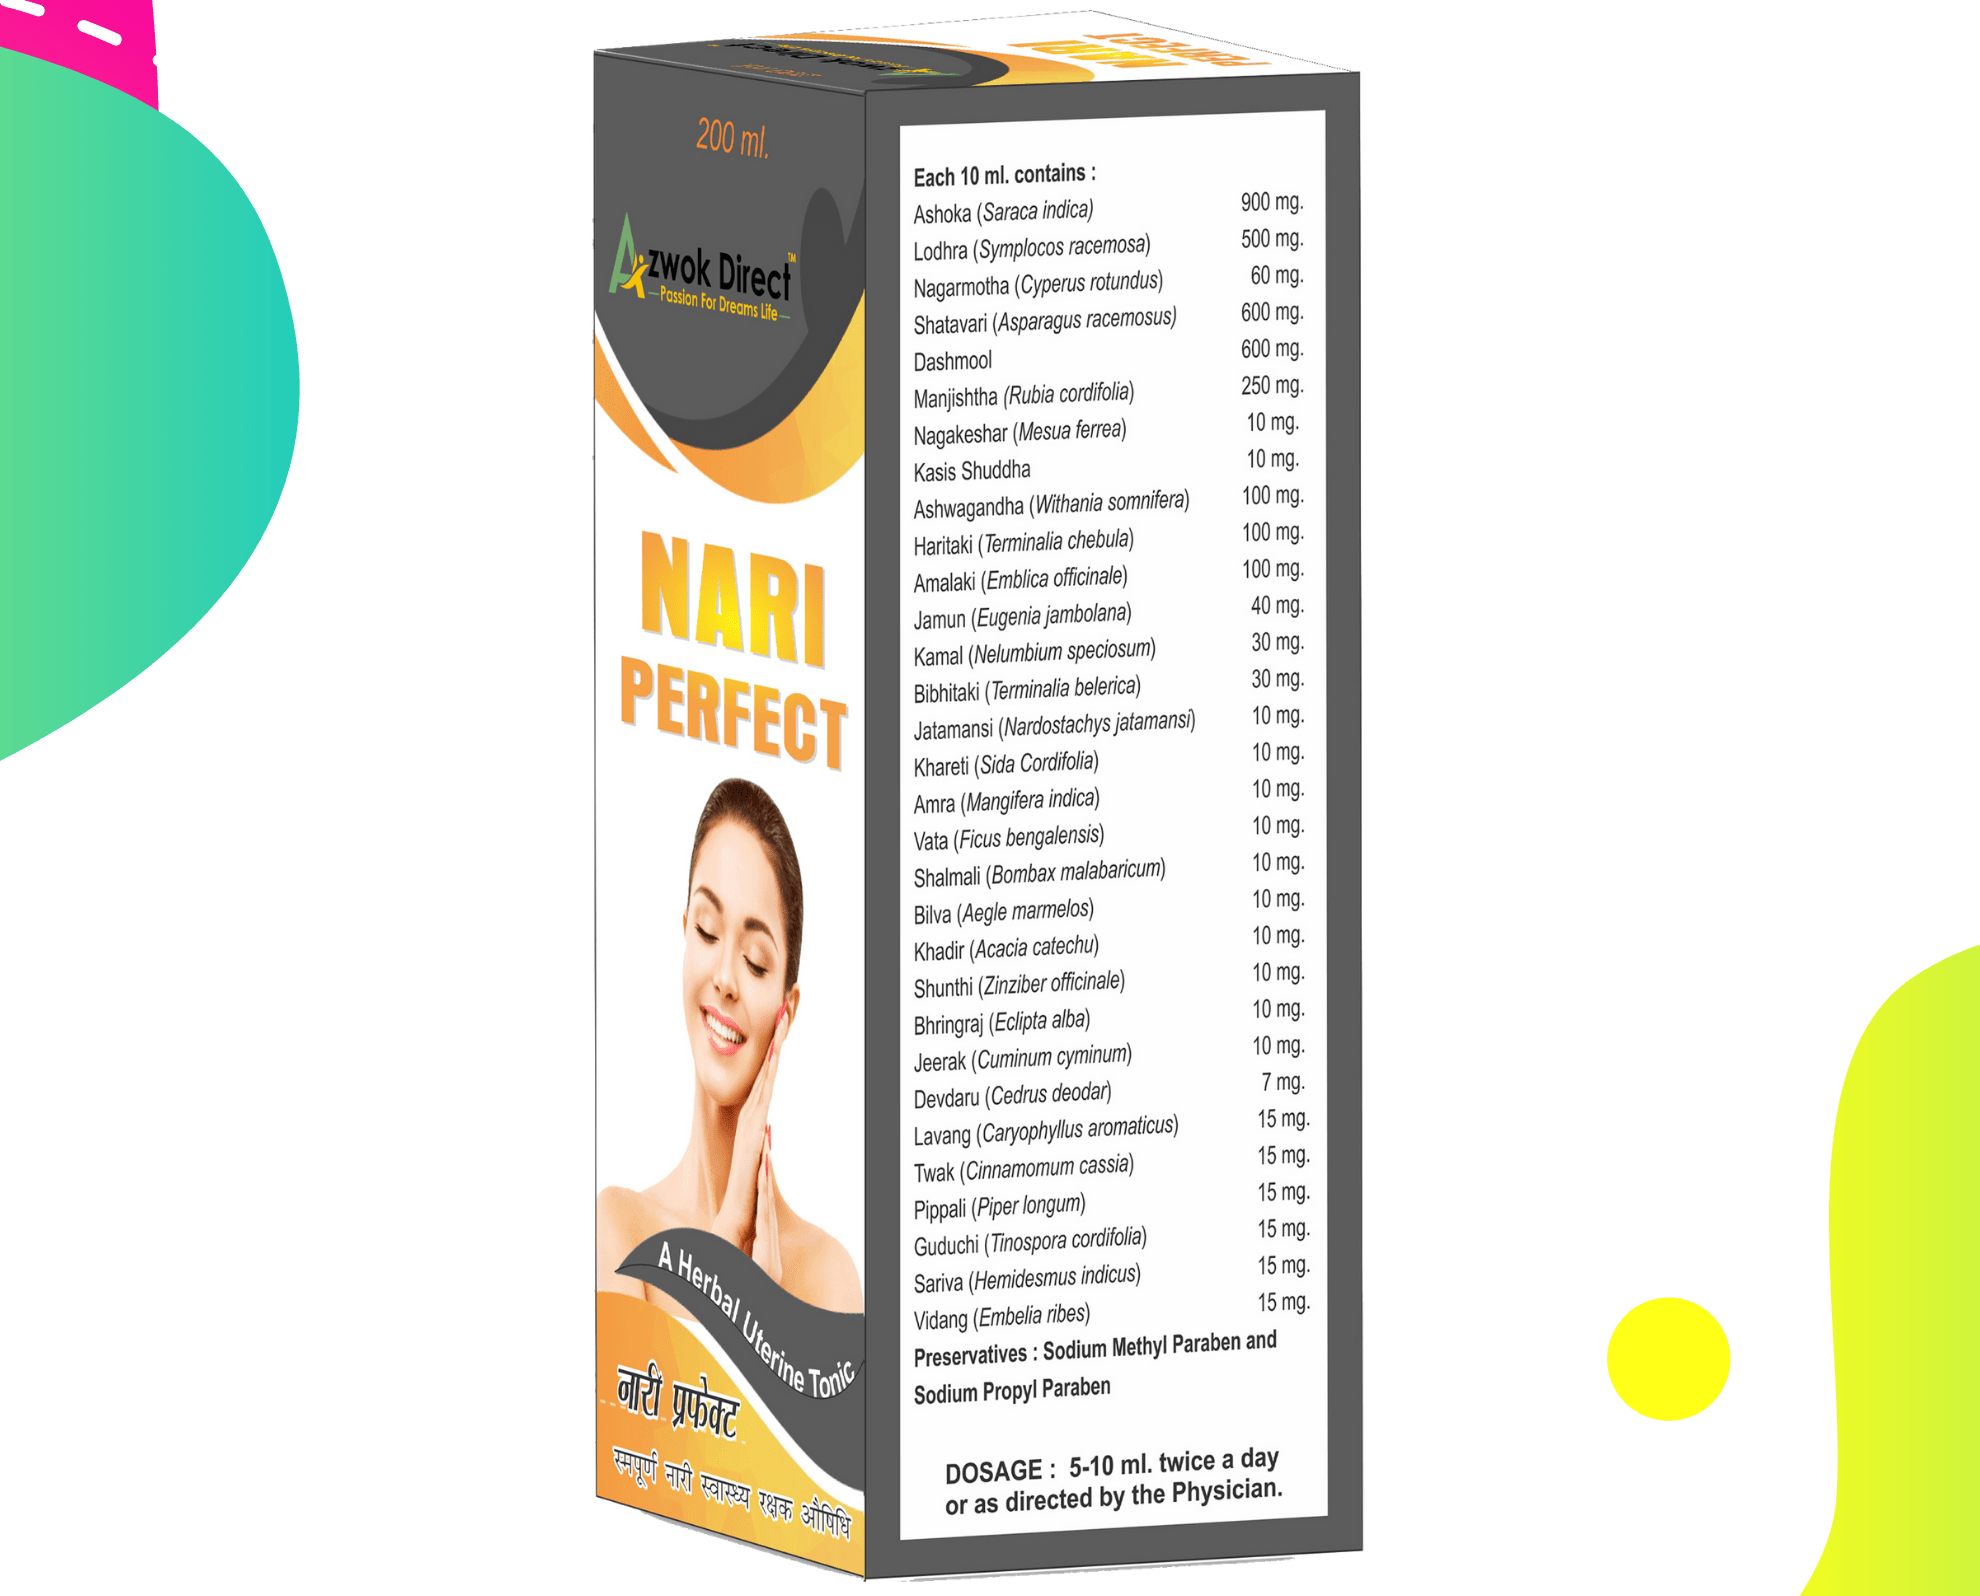 NARI
PERFECT
200 ml.
Azwok Direct™
Passion For Dreams Life
NARI
PERFECT
A Herbal Uterine Tonic
नारी प्रफेक्ट
स्मपूर्ण नारी स्वास्थ्य रक्षक औषिधि
Each 10 ml. contains :
Ashoka (Saraca indica) 900 mg.
Lodhra (Symplocos racemosa) 500 mg.
Nagarmotha (Cyperus rotundus) 60 mg.
Shatavari (Asparagus racemosus) 600 mg.
Dashmool 600 mg.
Manjishtha (Rubia cordifolia) 250 mg.
Nagakeshar (Mesua ferrea) 10 mg.
Kasis Shuddha 10 mg.
Ashwagandha (Withania somnifera) 100 mg.
Haritaki (Terminalia chebula) 100 mg.
Amalaki (Emblica officinale) 100 mg.
Jamun (Eugenia jambolana) 40 mg.
Kamal (Nelumbium speciosum) 30 mg.
Bibhitaki (Terminalia belerica) 30 mg.
Jatamansi (Nardostachys jatamansi) 10 mg.
Khareti (Sida Cordifolia) 10 mg.
Amra (Mangifera indica) 10 mg.
Vata (Ficus bengalensis) 10 mg.
Shalmali (Bombax malabaricum) 10 mg.
Bilva (Aegle marmelos) 10 mg.
Khadir (Acacia catechu) 10 mg.
Shunthi (Zinziber officinale) 10 mg.
Bhringraj (Eclipta alba) 10 mg.
Jeerak (Cuminum cyminum) 10 mg.
Devdaru (Cedrus deodar) 7 mg.
Lavang (Caryophyllus aromaticus) 15 mg.
Twak (Cinnamomum cassia) 15 mg.
Pippali (Piper longum) 15 mg.
Guduchi (Tinospora cordifolia) 15 mg.
Sariva (Hemidesmus indicus) 15 mg.
Vidang (Embelia ribes) 15 mg.
Preservatives : Sodium Methyl Paraben and
Sodium Propyl Paraben
DOSAGE : 5-10 ml. twice a day
or as directed by the Physician.